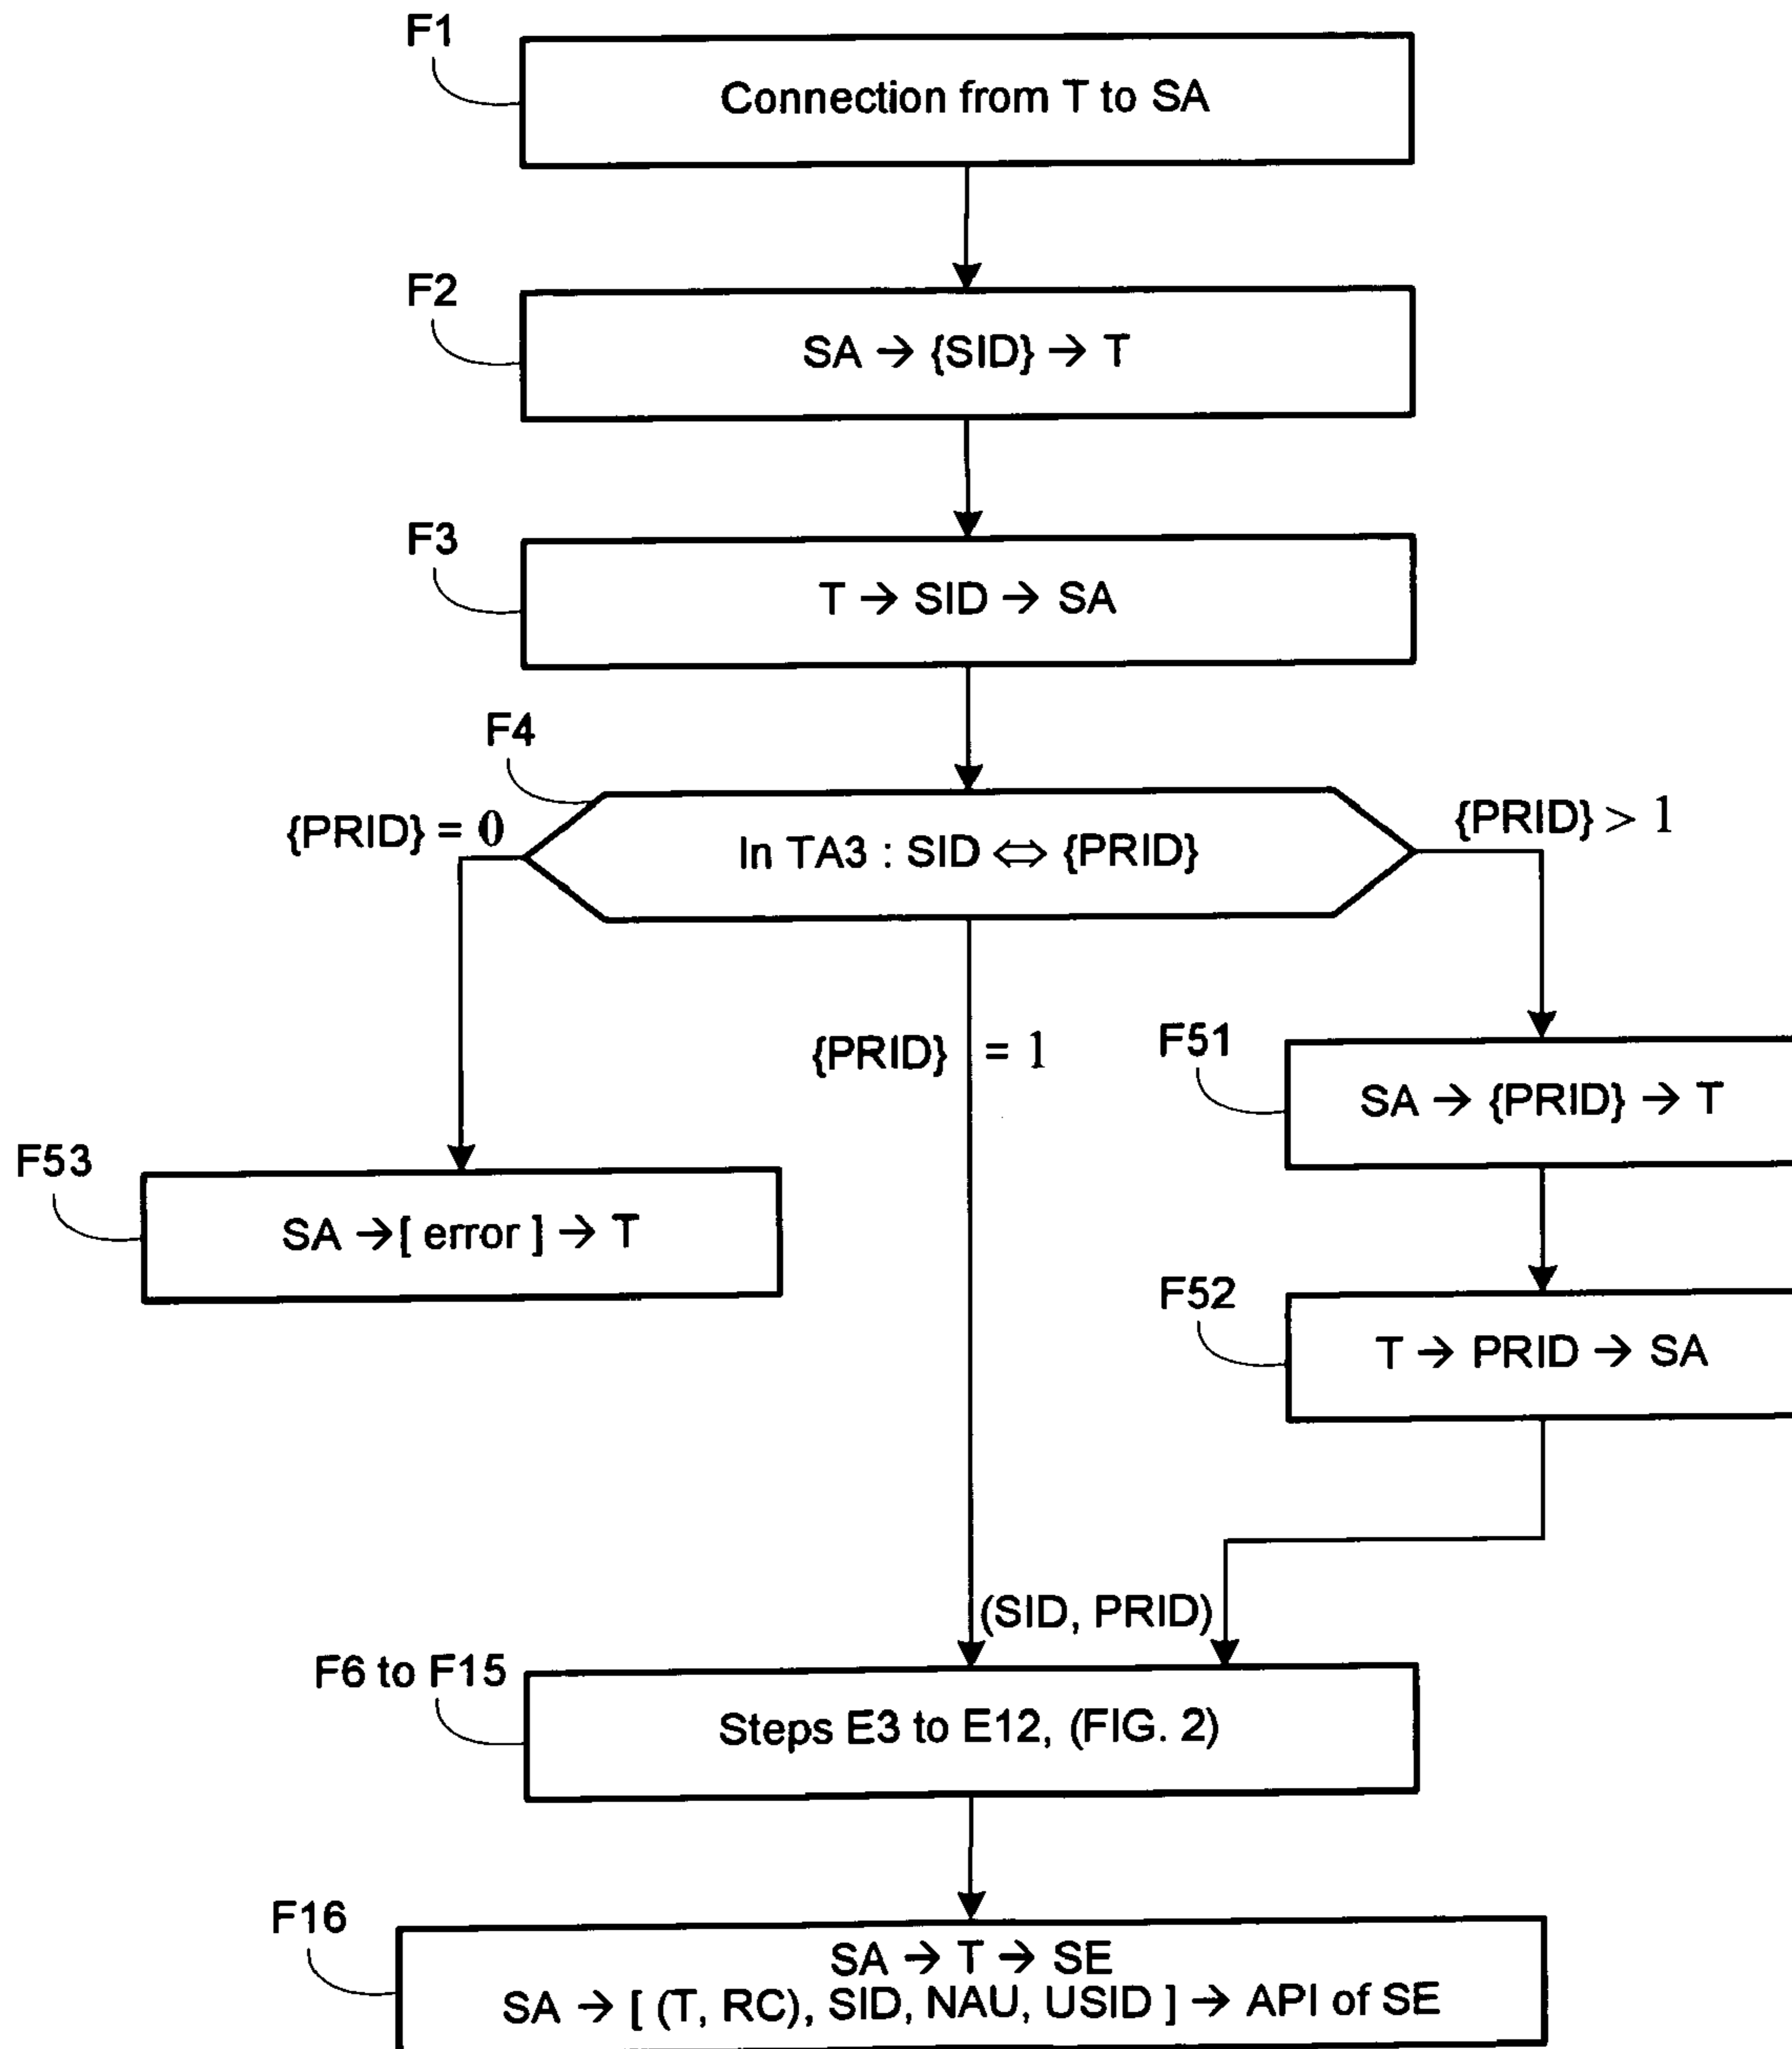 F1
Connection from T to SA
F2
SA → {SID} → T
F3
T → SID → SA
F4
{PRID} = 0
In TA3 : SID ⇔ {PRID}
{PRID} > 1
{PRID} = 1
F51
SA → {PRID} → T
F53
SA →[ error ] → T
F52
T → PRID → SA
(SID, PRID)
F6 to F15
Steps E3 to E12, (FIG. 2)
F16
SA → T → SE
SA → [ (T, RC), SID, NAU, USID ] → API of SE